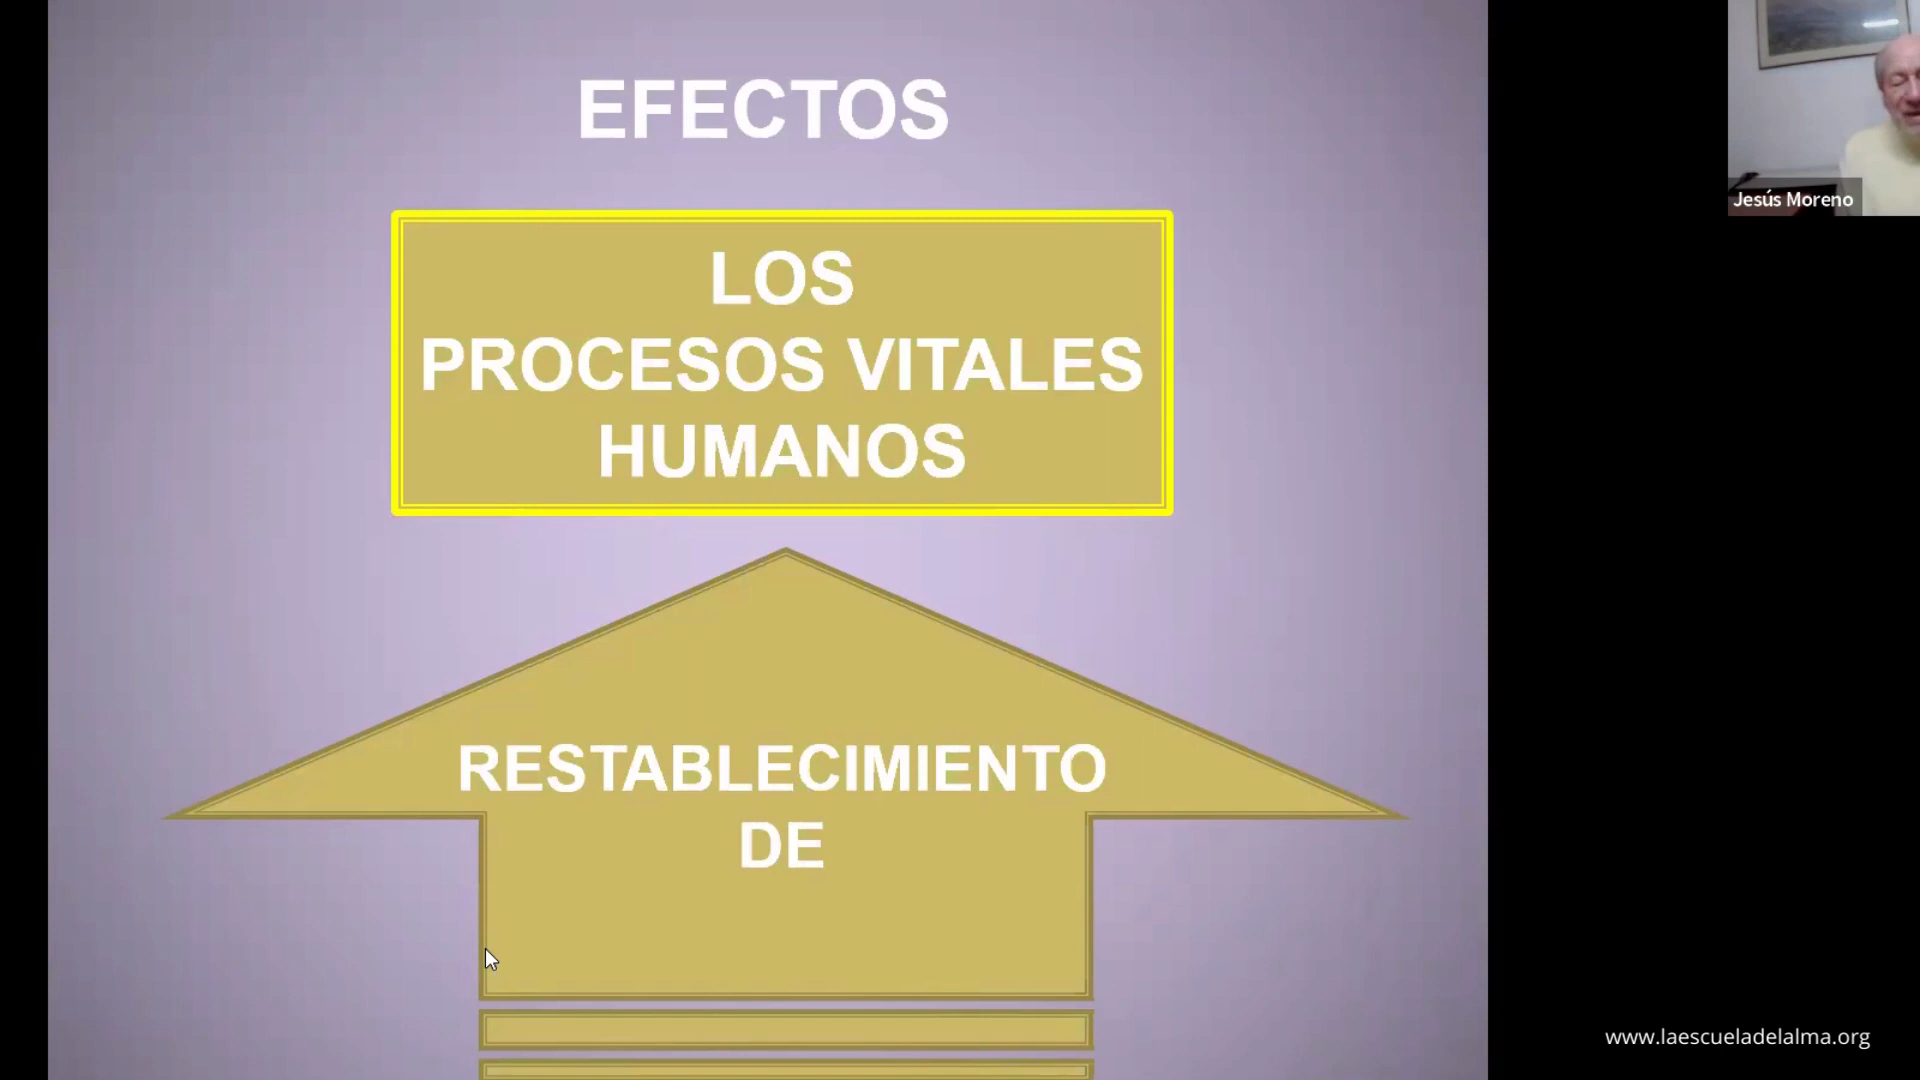 EFECTOS
LOS
PROCESOS VITALES
HUMANOS
RESTABLECIMIENTO
DE
Jesús Moreno
www.laescueladelalma.org